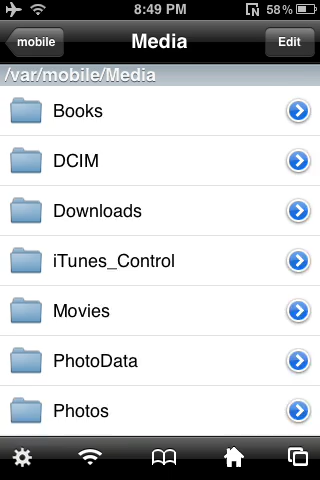 8:49 PM
N 58%
mobile
Media
Edit
/var/mobile/Media
Books
DCIM
Downloads
iTunes_Control
Movies
PhotoData
Photos